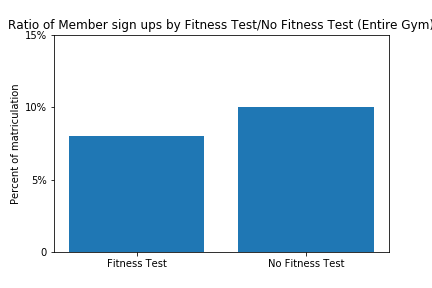 Ratio of Member sign ups by Fitness Test/No Fitness Test (Entire Gym)
15%
10%
5%
0
Percent of matriculation
Fitness Test
No Fitness Test